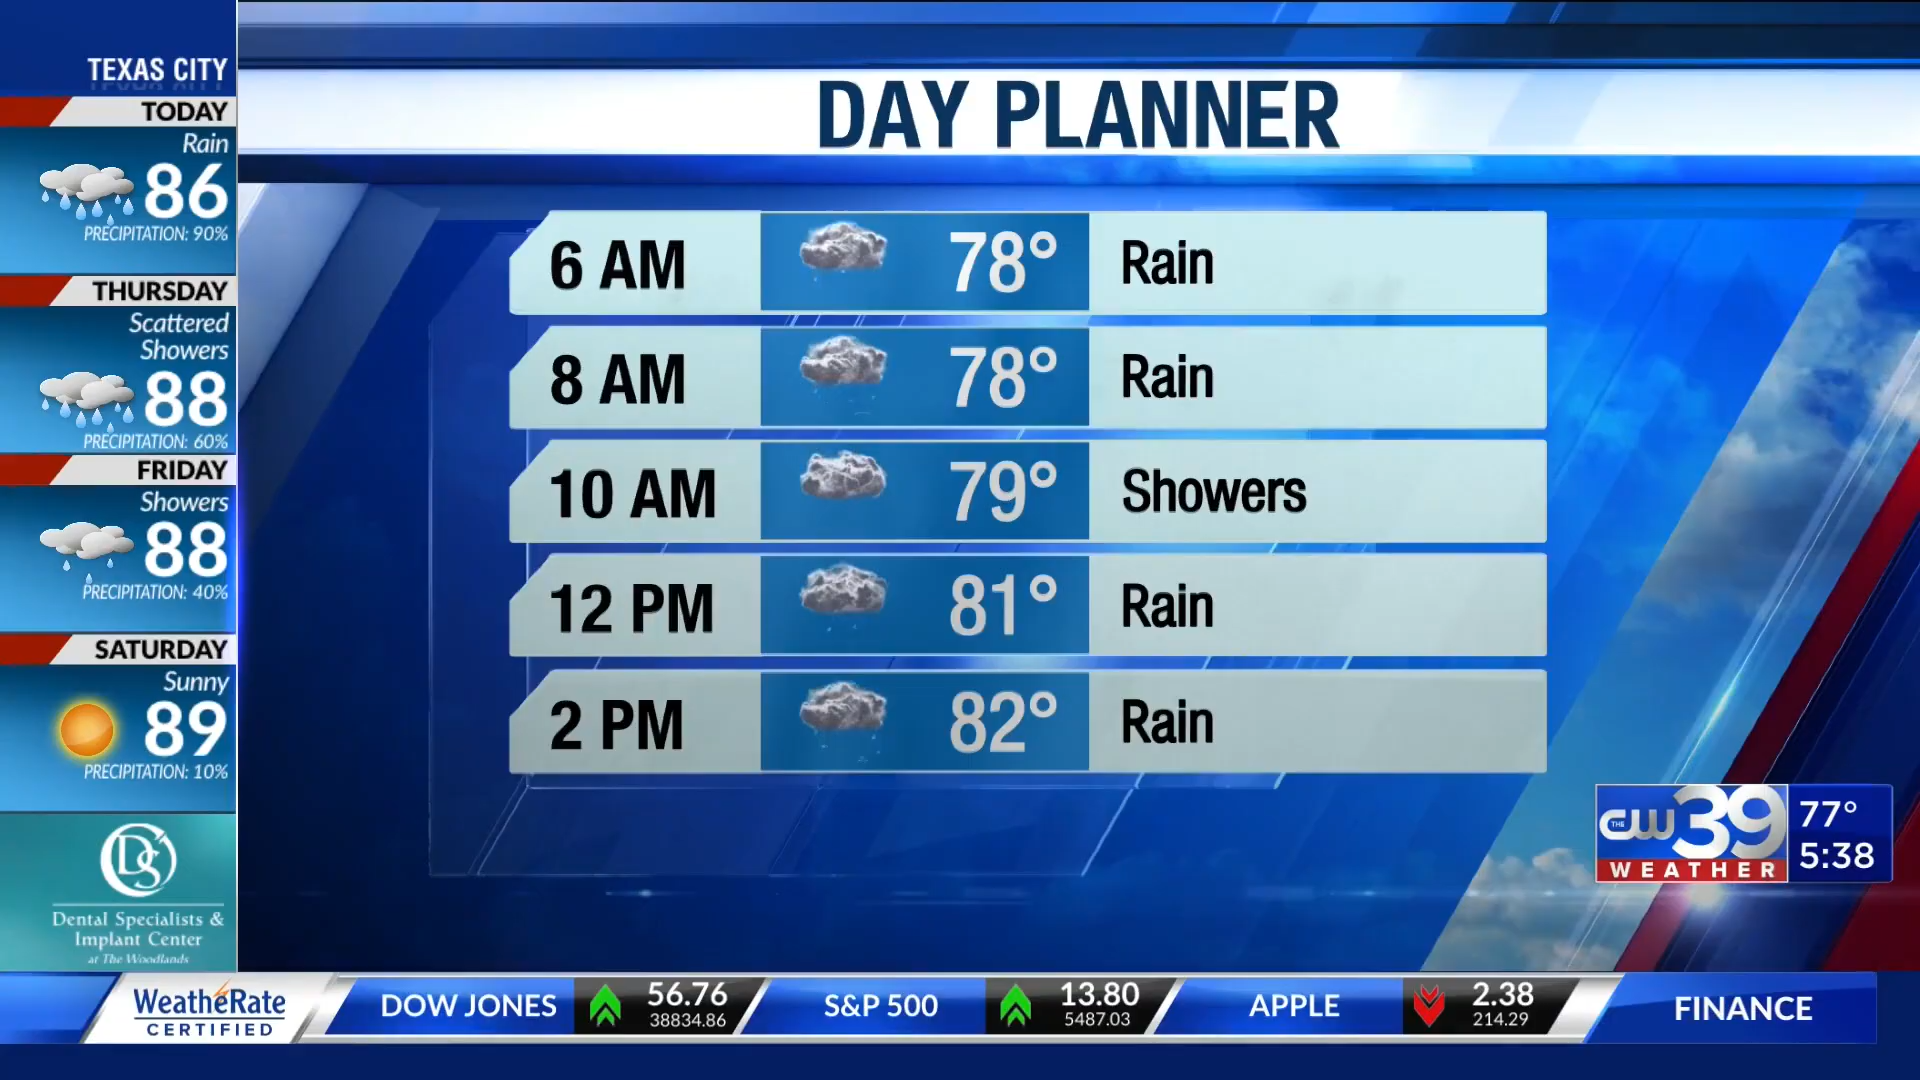 TEXAS CITY
TODAY
Rain
86
PRECIPITATION: 90%
THURSDAY
Scattered
Showers
88
PRECIPITATION: 60%
FRIDAY
Showers
88
PRECIPITATION: 40%
SATURDAY
Sunny
89
PRECIPITATION: 10%
DS
Dental Specialists &
Implant Center
at The Woodlands
DAY PLANNER
6 AM 78° Rain
8 AM 78° Rain
10 AM 79° Showers
12 PM 81° Rain
2 PM 82° Rain
THE CW 39
WEATHER
77°
5:38
WeatheRate
CERTIFIED
DOW JONES 56.76
38834.86
S&P 500 13.80
5487.03
APPLE 2.38
214.29
FINANCE